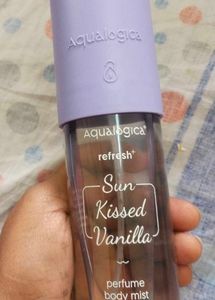 Aqualogica
Aqualogica®
refresh+
Sun
Kissed
Vanilla
perfume
body mist